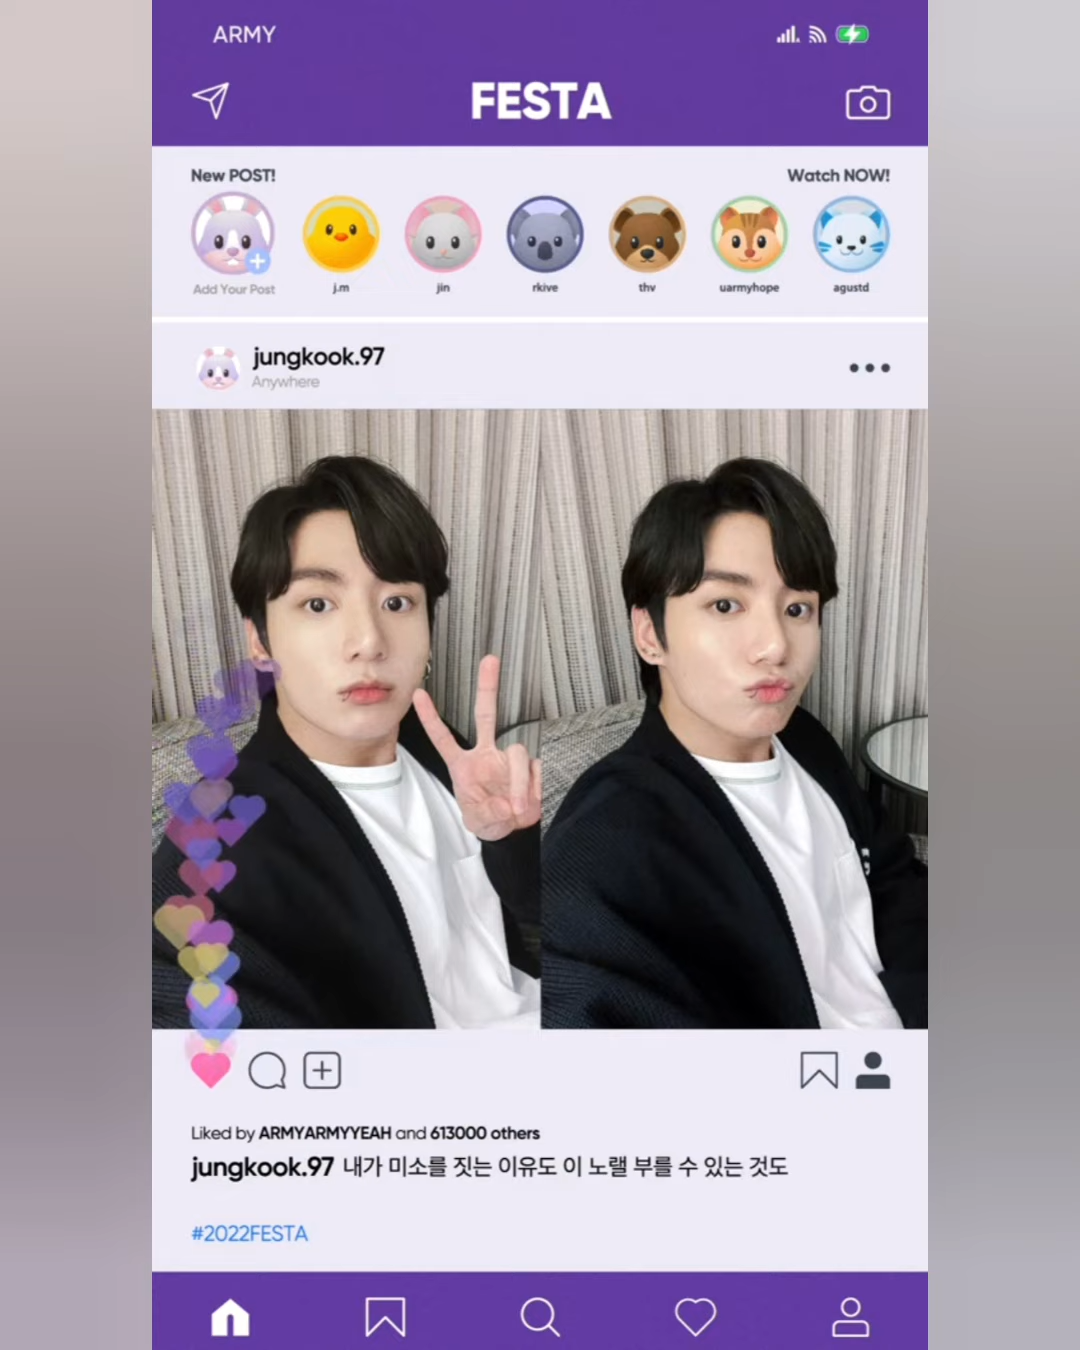 ARMY
FESTA
New POST!
Watch NOW!
Add Your Post
j.m
jin
rkive
thv
uarmyhope
agustd
jungkook.97
Anywhere
Liked by ARMYARMYYEAH and 613000 others
jungkook.97 내가 미소를 짓는 이유도 이 노랠 부를 수 있는 것도
#2022FESTA